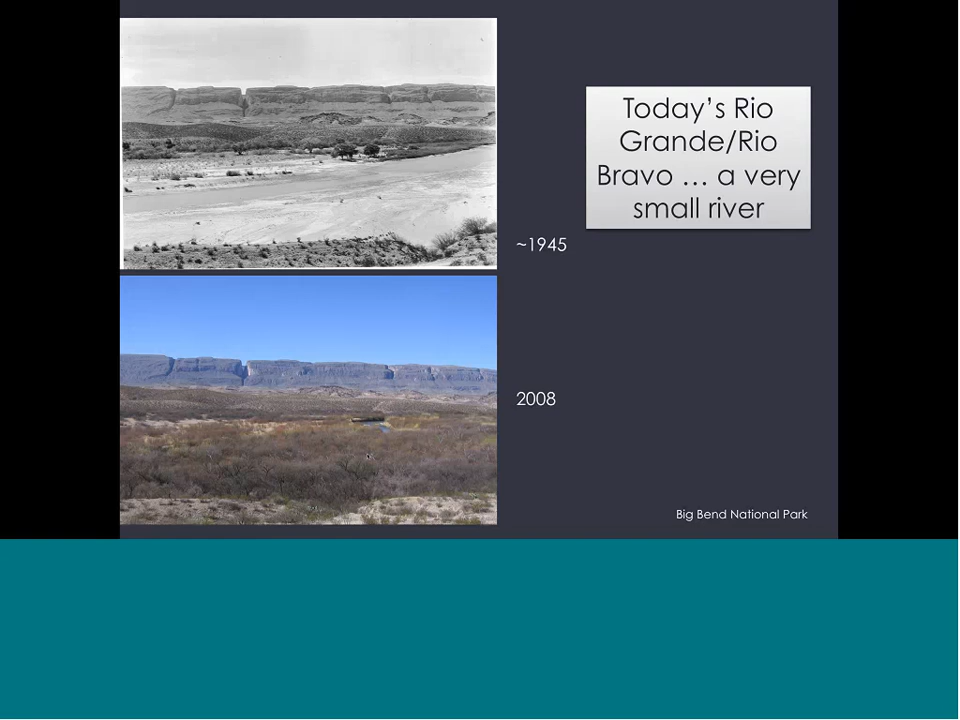 Today’s Rio
Grande/Rio
Bravo … a very
small river
~1945
2008
Big Bend National Park